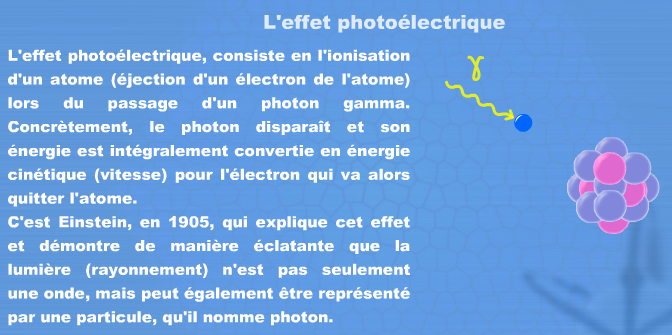 L'effet photoélectrique
L'effet photoélectrique, consiste en l'ionisation
d'un atome (éjection d'un électron de l'atome)
lors du passage d'un photon gamma.
Concrètement, le photon disparaît et son
énergie est intégralement convertie en énergie
cinétique (vitesse) pour l'électron qui va alors
quitter l'atome.
C'est Einstein, en 1905, qui explique cet effet
et démontre de manière éclatante que la
lumière (rayonnement) n'est pas seulement
une onde, mais peut également être représenté
par une particule, qu'il nomme photon.
γ